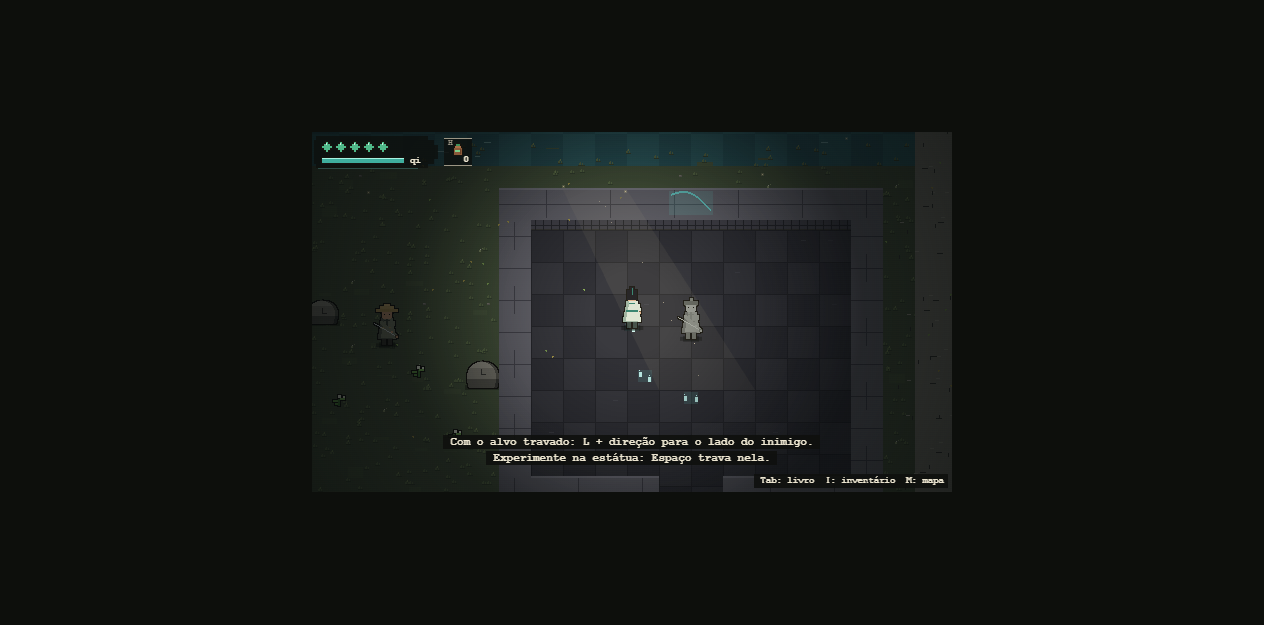 qi
H
0
Com o alvo travado: L + direção para o lado do inimigo.
Experimente na estátua: Espaço trava nela.
Tab: livro I: inventário M: mapa